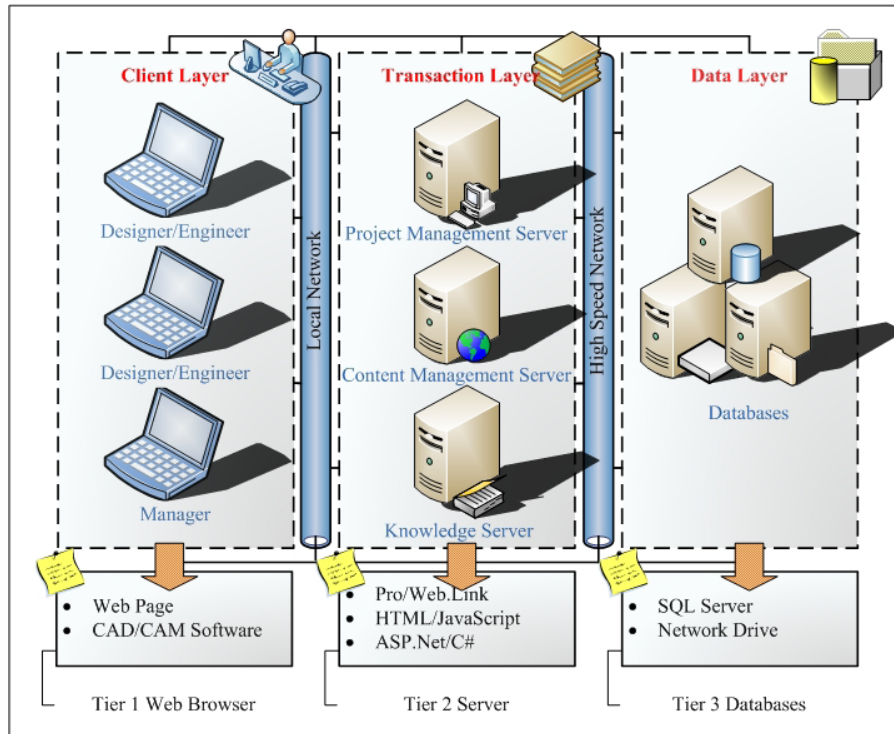 Client Layer
Transaction Layer
Data Layer
Designer/Engineer
Designer/Engineer
Manager
Local Network
Project Management Server
Content Management Server
Knowledge Server
High Speed Network
Databases
• Web Page
• CAD/CAM Software
• Pro/Web.Link
• HTML/JavaScript
• ASP.Net/C#
• SQL Server
• Network Drive
Tier 1 Web Browser
Tier 2 Server
Tier 3 Databases